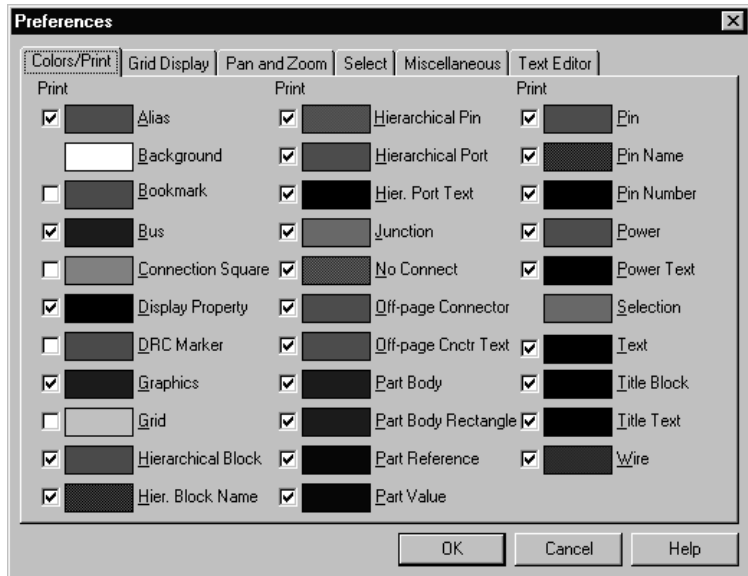 Preferences
Colors/Print Grid Display Pan and Zoom Select Miscellaneous Text Editor
Print Print Print
Alias Hierarchical Pin Pin
Background Hierarchical Port Pin Name
Bookmark Hier. Port Text Pin Number
Bus Junction Power
Connection Square No Connect Power Text
Display Property Off-page Connector Selection
DRC Marker Off-page Cnctr Text Text
Graphics Part Body Title Block
Grid Part Body Rectangle Title Text
Hierarchical Block Part Reference Wire
Hier. Block Name Part Value
OK Cancel Help